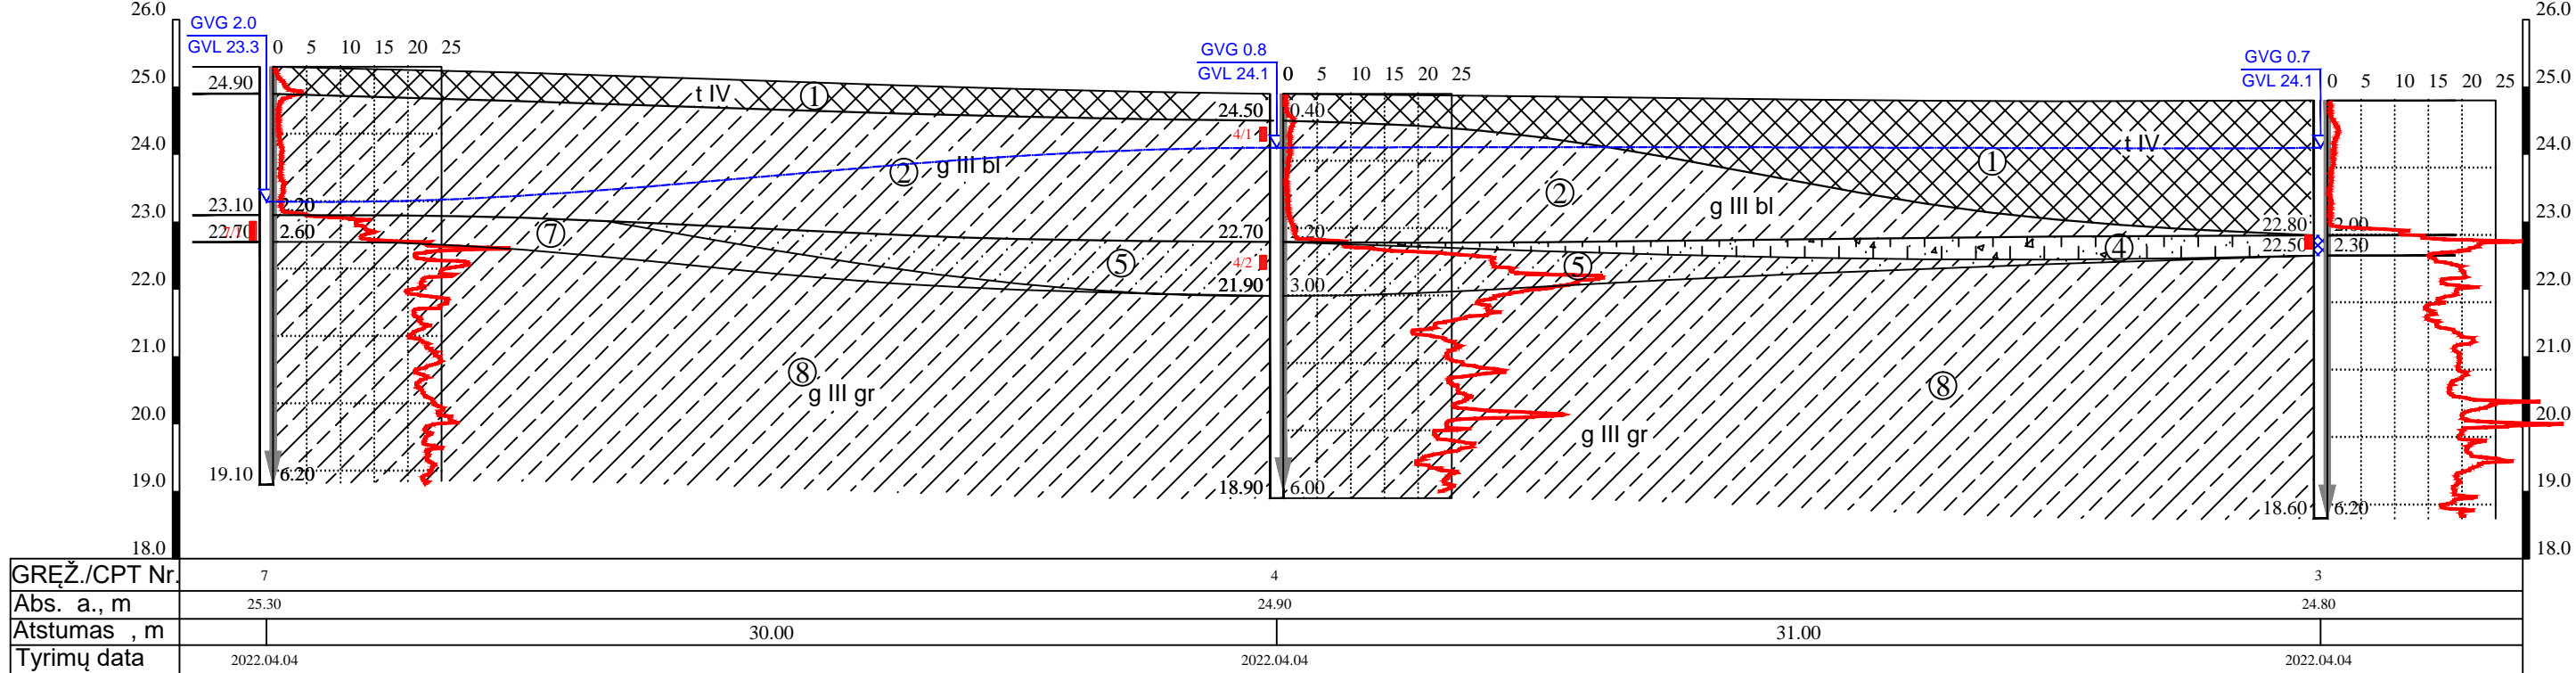 26.0
26.0
GVG 2.0
GVL 23.3
0 5 10 15 20 25
GVG 0.8
GVL 24.1
0 5 10 15 20 25
GVG 0.7
GVL 24.1
0 5 10 15 20 25
25.0
25.0
24.90
t IV
1
24.50
0.40
4/1
24.0
24.0
2
g III bl
2
g III bl
1
t IV
23.10
2.20
23.0
23.0
22.70
2.60
7
22.70
5
4/2
5
4
22.80
2.00
22.50
2.30
22.0
22.0
21.90
3.00
21.0
21.0
8
g III gr
8
g III gr
20.0
20.0
19.10
6.20
19.0
19.0
18.90
6.00
18.60
6.20
18.0
18.0
GRĘŽ./CPT Nr. 7 4 3
Abs. a., m 25.30 24.90 24.80
Atstumas , m 30.00 31.00
Tyrimų data 2022.04.04 2022.04.04 2022.04.04